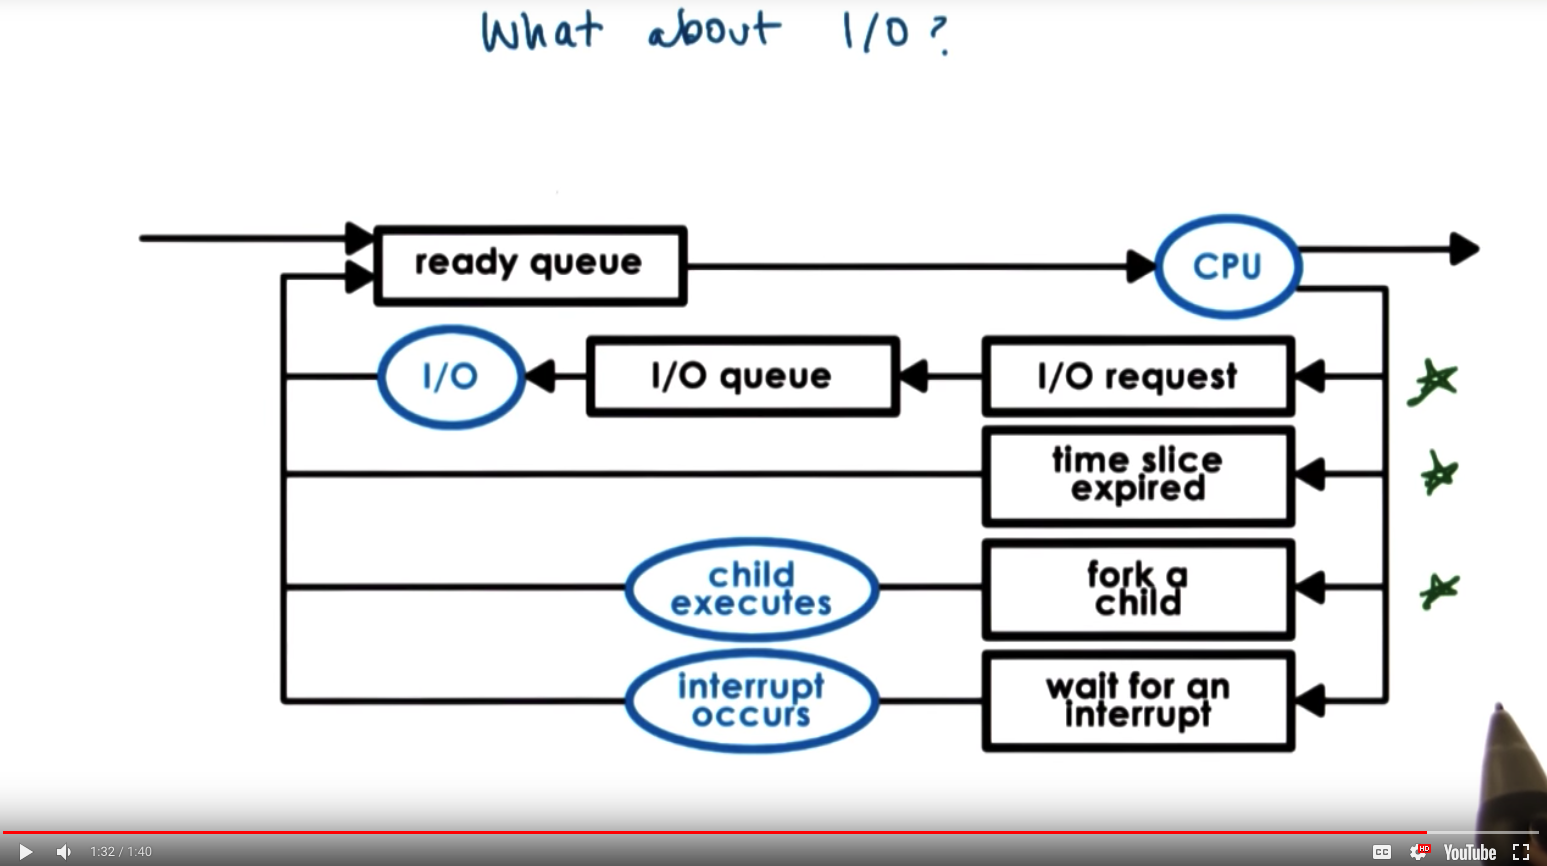 What about I/O?
ready queue
CPU
I/O
I/O queue
I/O request
time slice
expired
child
executes
fork a
child
interrupt
occurs
wait for an
interrupt
1:32 / 1:40
CC
HD
YouTube